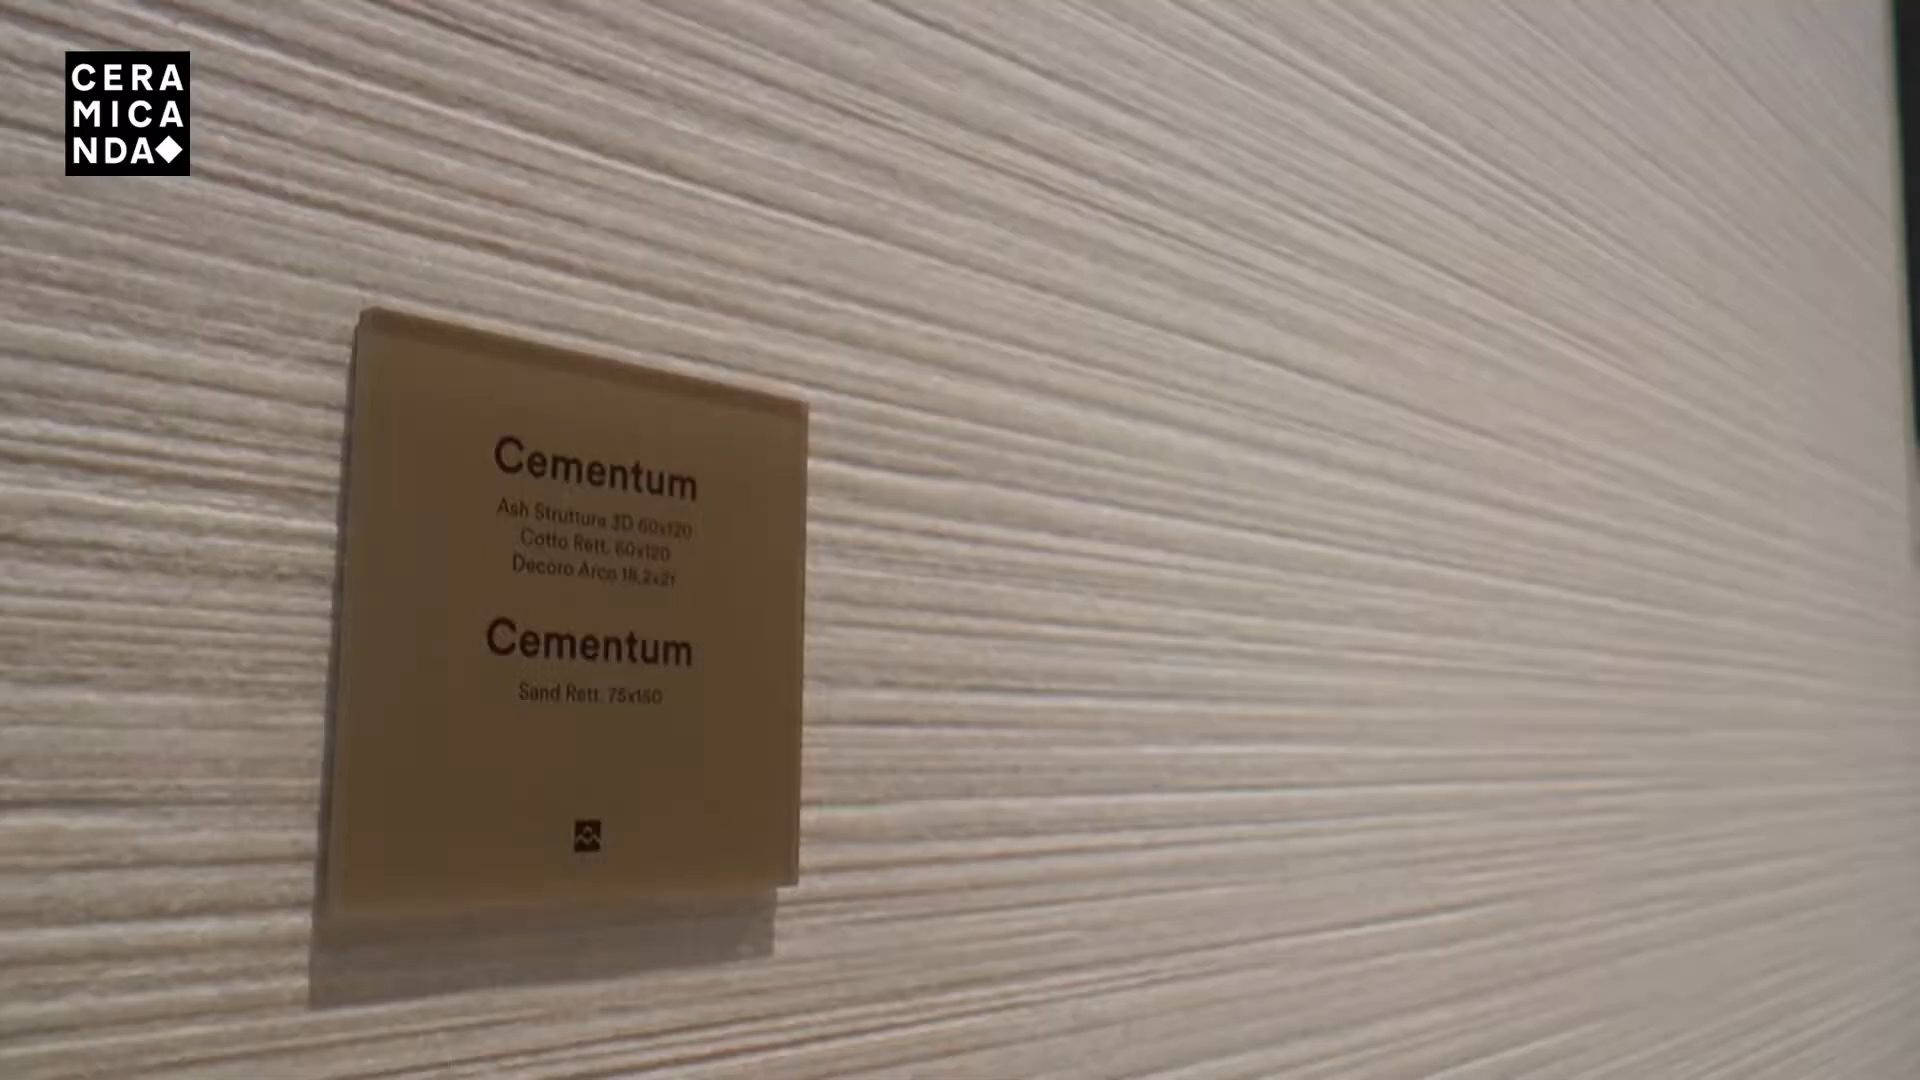 CERA
MICA
NDA
Cementum
Ash Struttura 3D 60x120
Cotto Rett. 60x120
Decoro Arco 18,2x21
Cementum
Sand Rett. 75x150